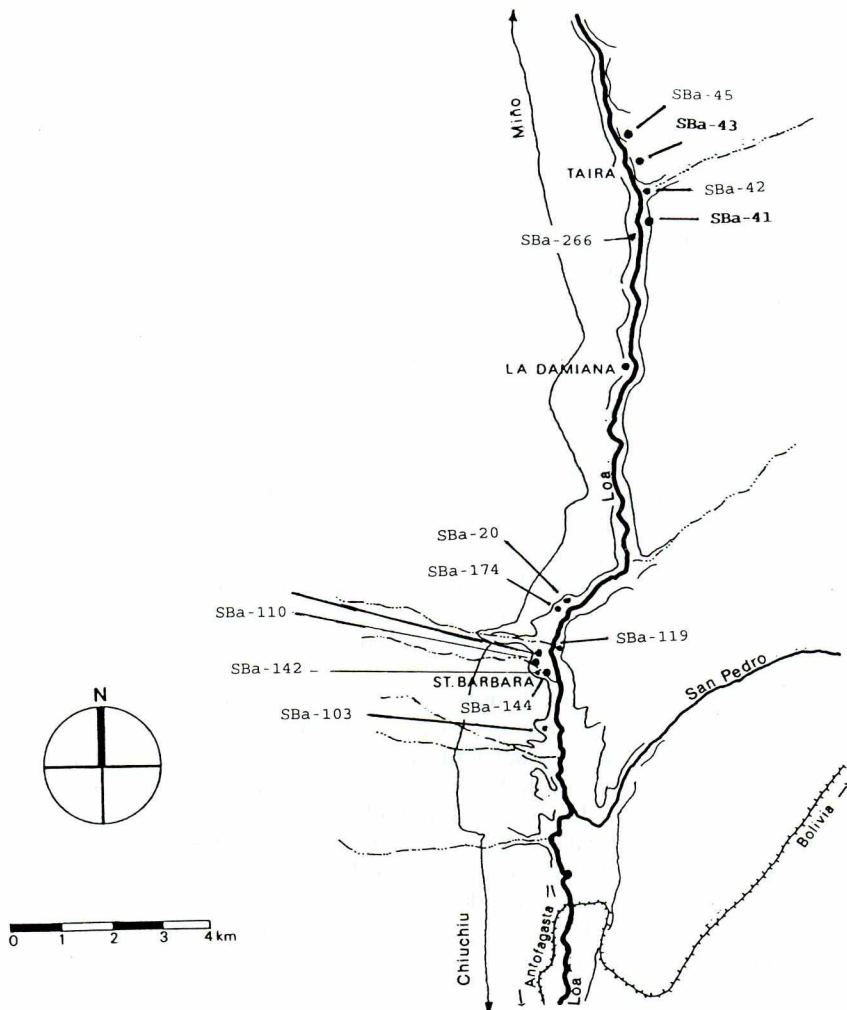 Miño
SBa-45
SBa-43
TAIRA
SBa-42
SBa-41
SBa-266
LA DAMIANA
Loa
SBa-20
SBa-174
SBa-110
SBa-119
SBa-142
ST. BARBARA
San Pedro
SBa-144
SBa-103
N
Bolivia
0 1 2 3 4 km
Chiuchiu
Antofagasta
Loa